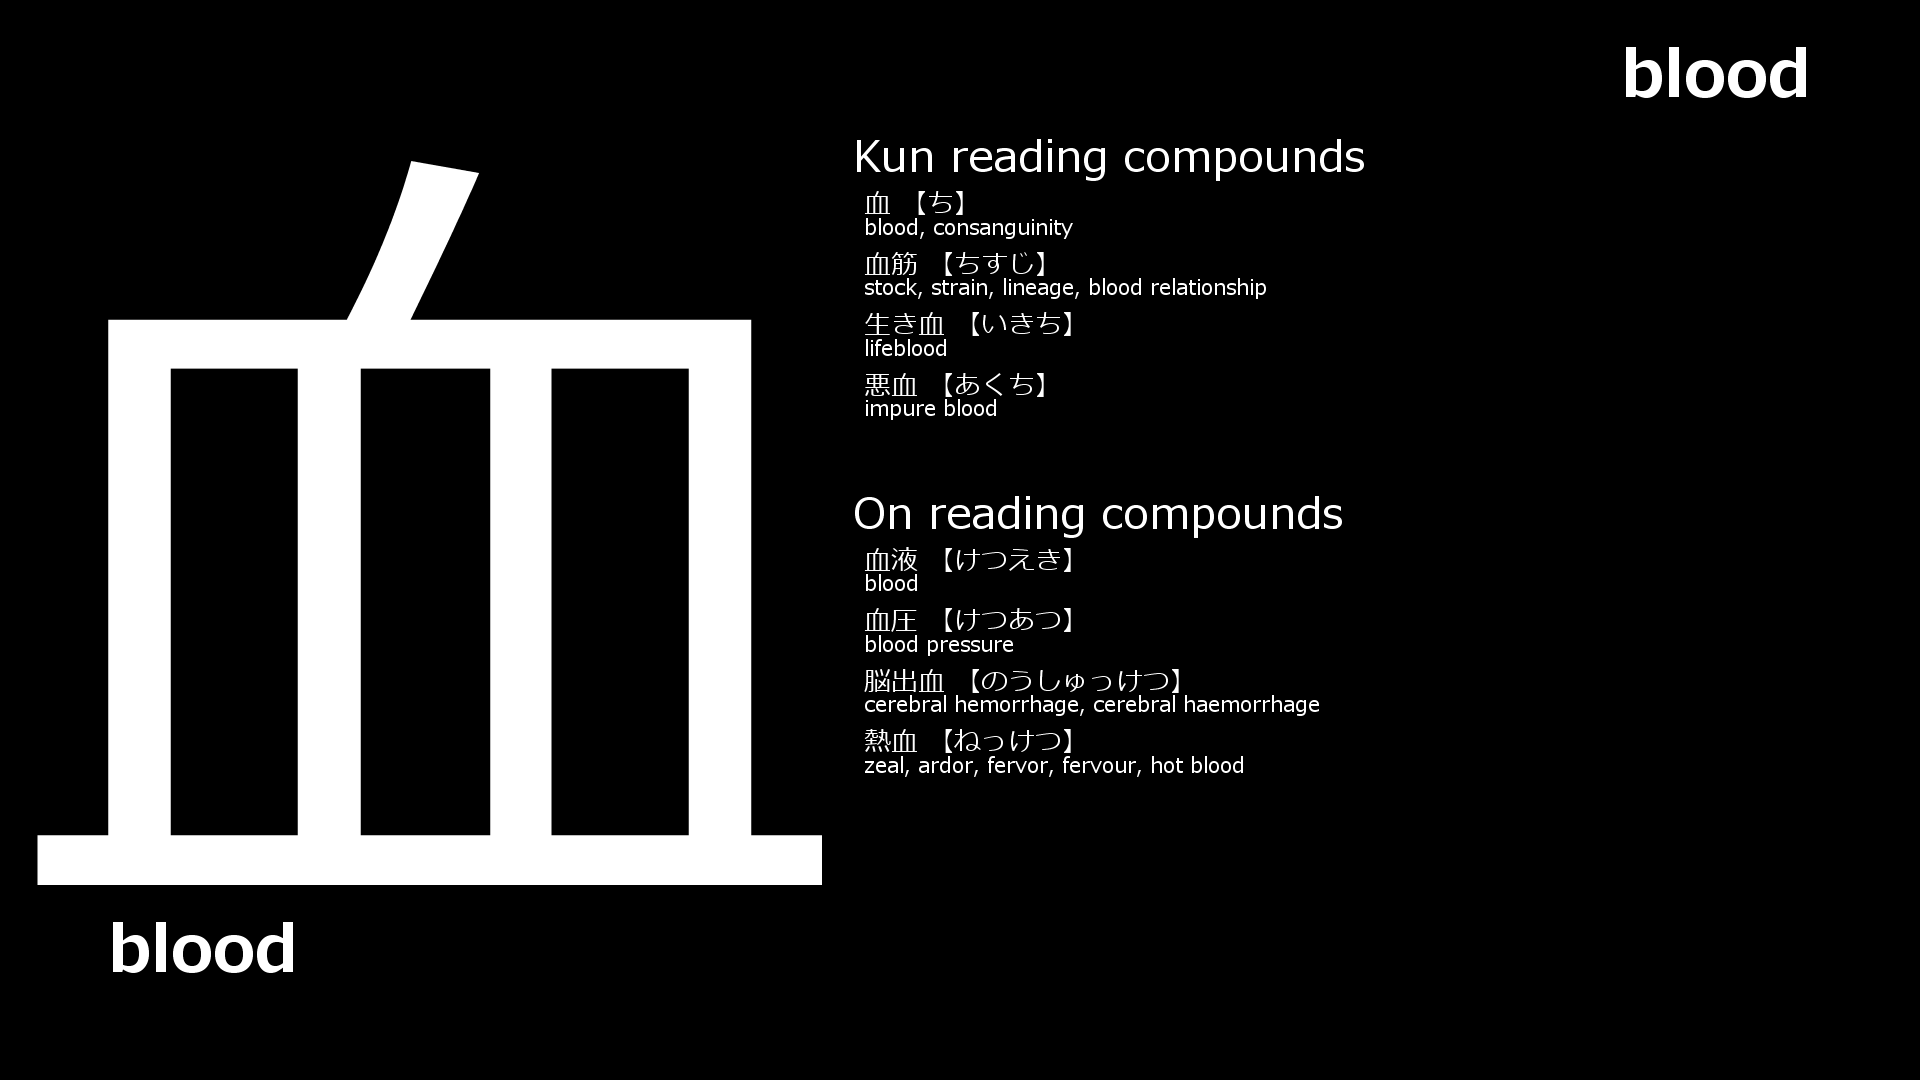 blood
血
blood
Kun reading compounds
血 【ち】
blood, consanguinity
血筋 【ちすじ】
stock, strain, lineage, blood relationship
生き血 【いきち】
lifeblood
悪血 【あくち】
impure blood
On reading compounds
血液 【けつえき】
blood
血圧 【けつあつ】
blood pressure
脳出血 【のうしゅっけつ】
cerebral hemorrhage, cerebral haemorrhage
熱血 【ねっけつ】
zeal, ardor, fervor, fervour, hot blood